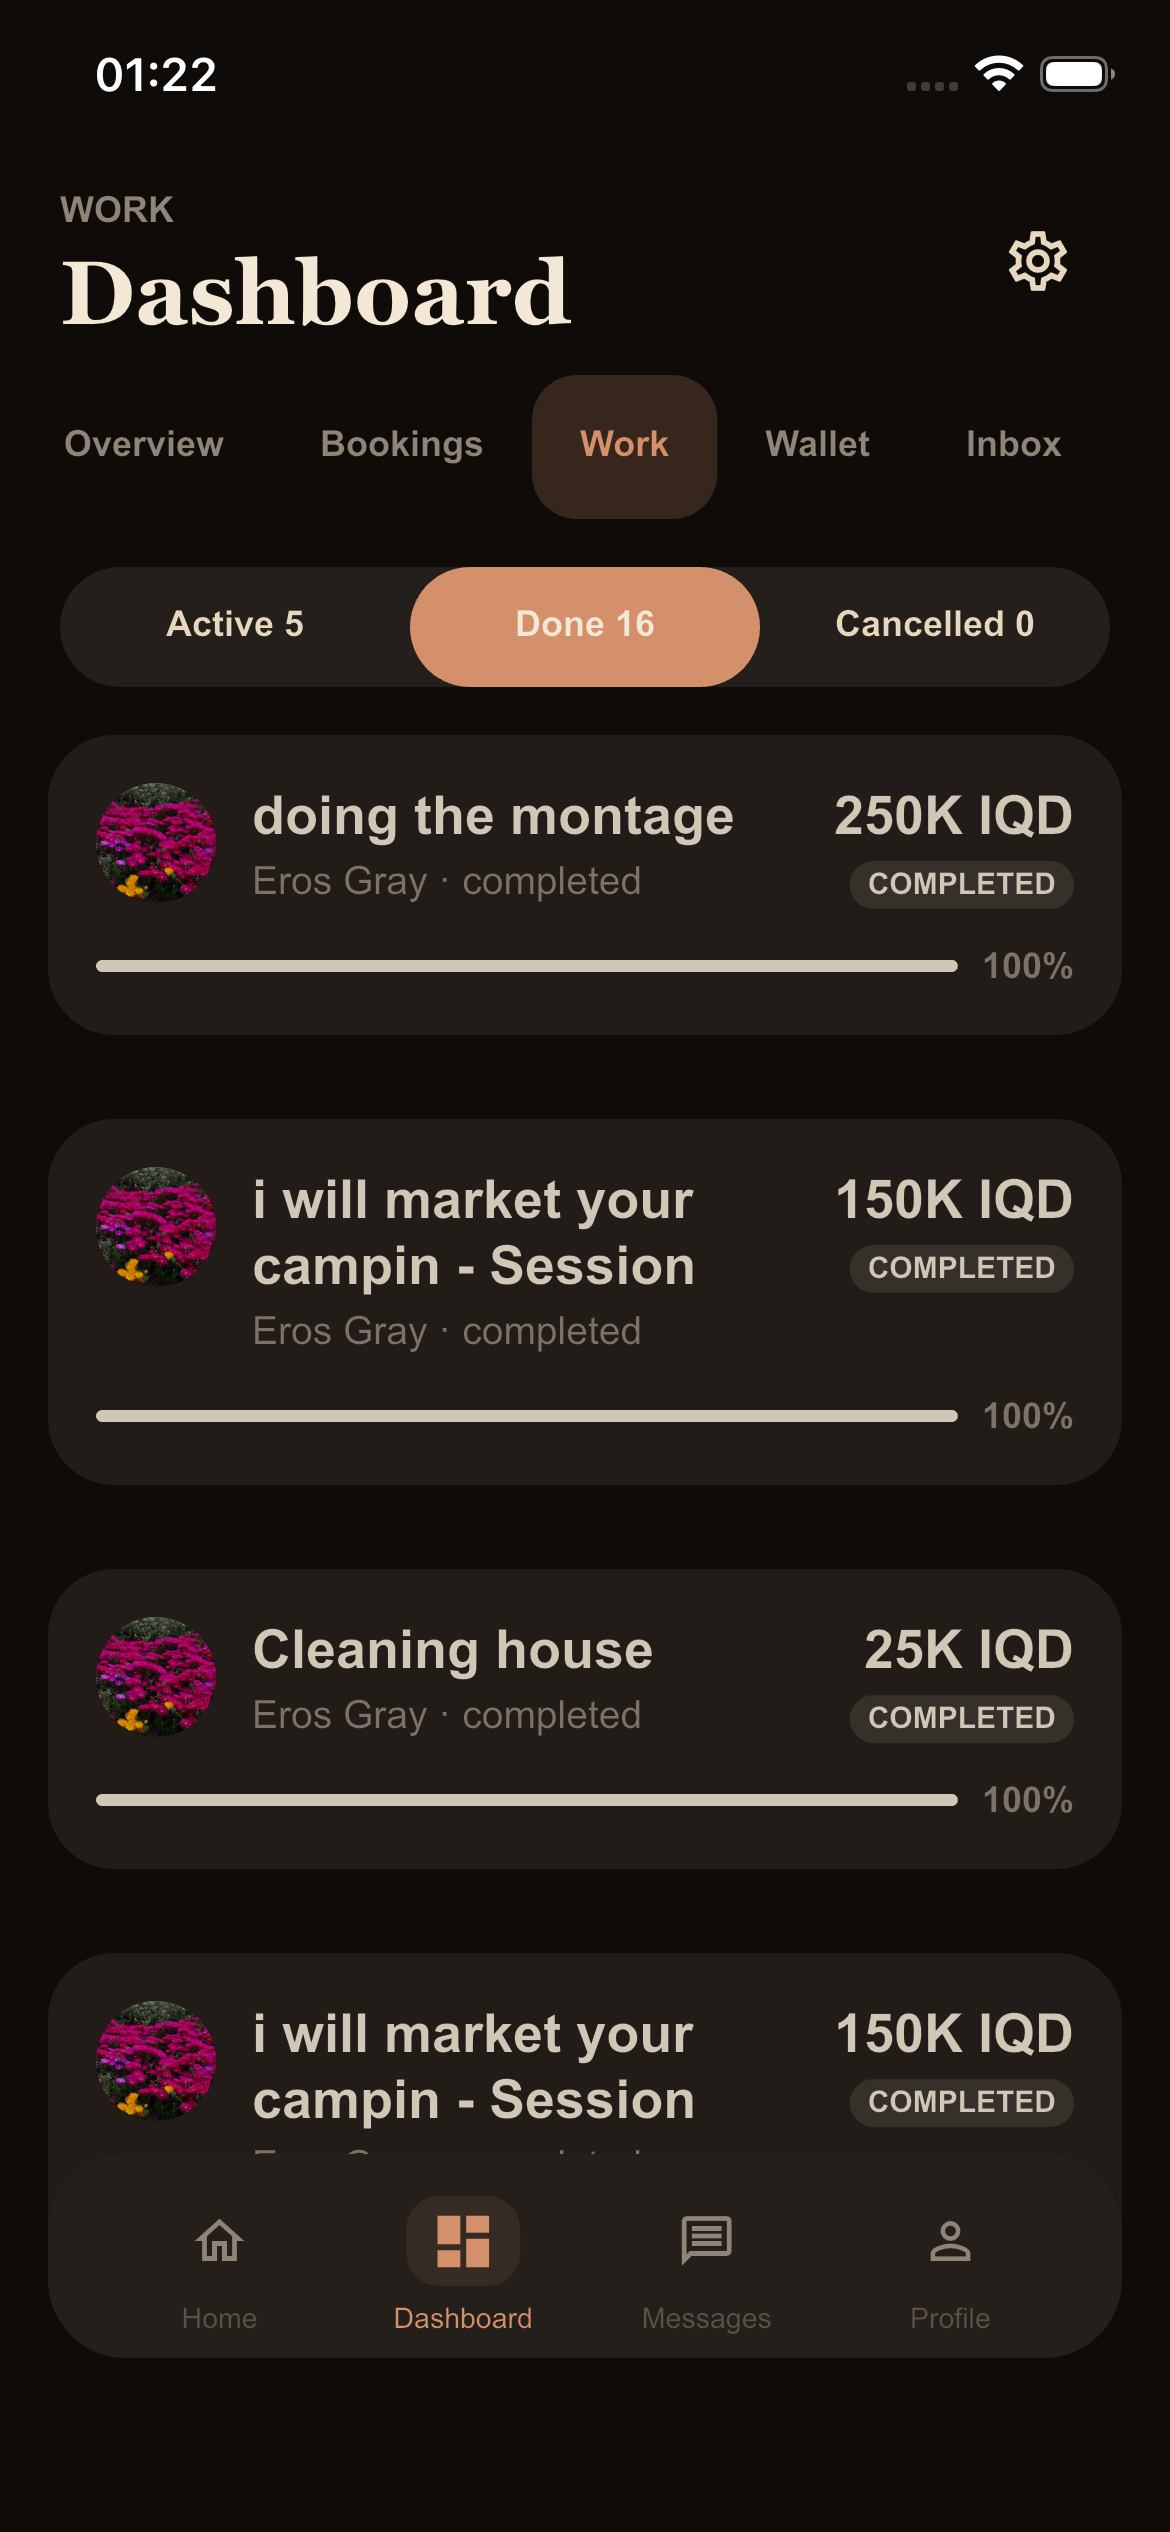 01:22
WORK
Dashboard
Overview Bookings Work Wallet Inbox
Active 5 Done 16 Cancelled 0
doing the montage 250K IQD
Eros Gray · completed COMPLETED
100%
i will market your 150K IQD
campin - Session COMPLETED
Eros Gray · completed
100%
Cleaning house 25K IQD
Eros Gray · completed COMPLETED
100%
i will market your 150K IQD
campin - Session COMPLETED
Home Dashboard Messages Profile